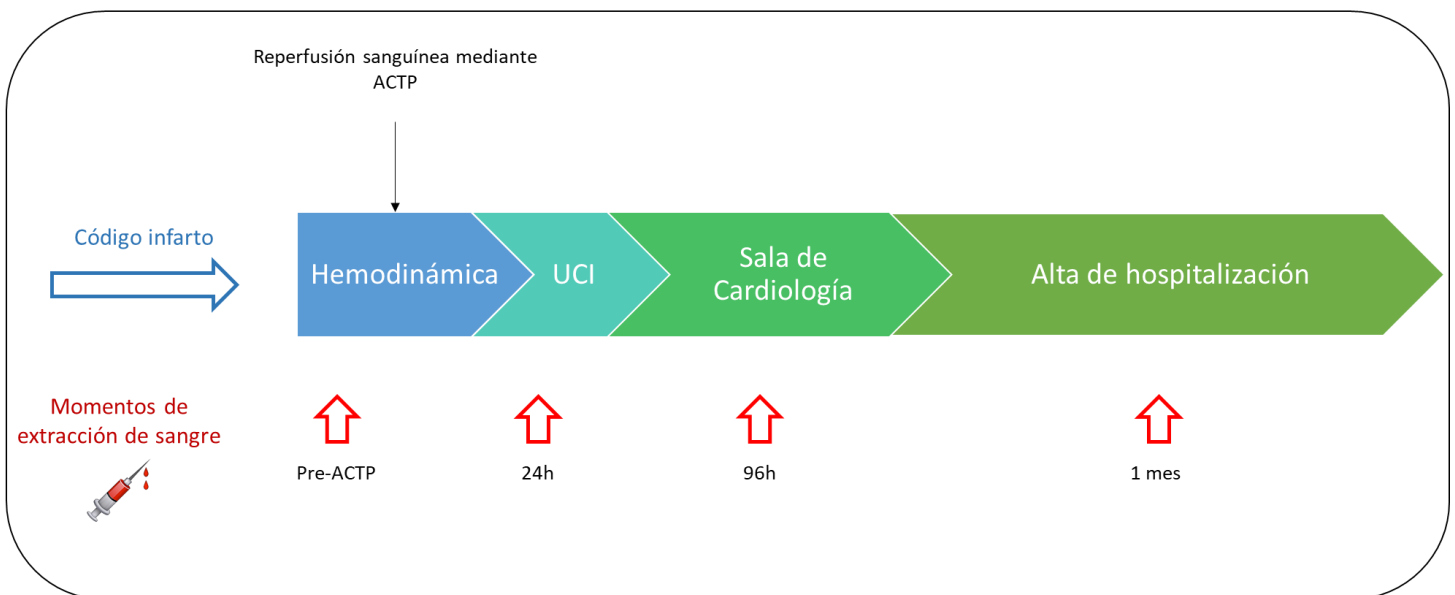 Reperfusión sanguínea mediante
ACTP
Código infarto
Hemodinámica
UCI
Sala de
Cardiología
Alta de hospitalización
Momentos de
extracción de sangre
Pre-ACTP
24h
96h
1 mes